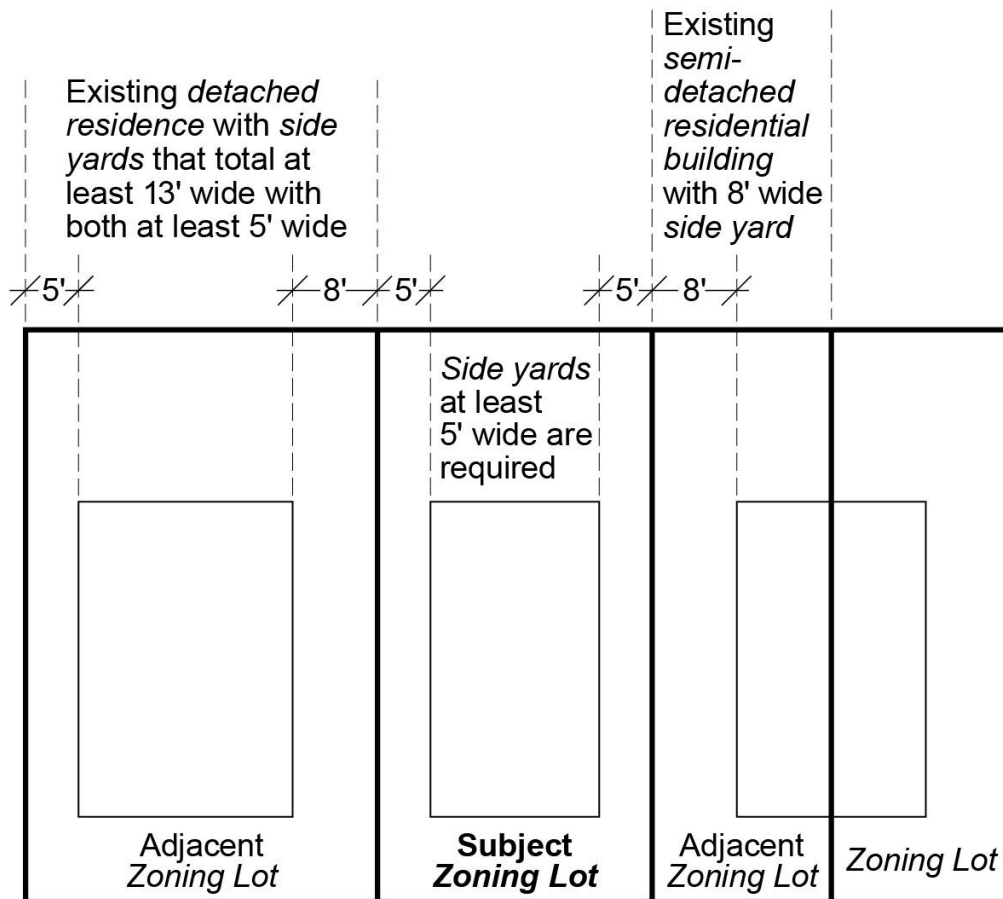 Existing detached
residence with side
yards that total at
least 13' wide with
both at least 5' wide
Existing
semi-
detached
residential
building
with 8' wide
side yard
5'
8'
5'
5'
8'
Side yards
at least
5' wide are
required
Adjacent
Zoning Lot
Subject
Zoning Lot
Adjacent
Zoning Lot
Zoning Lot